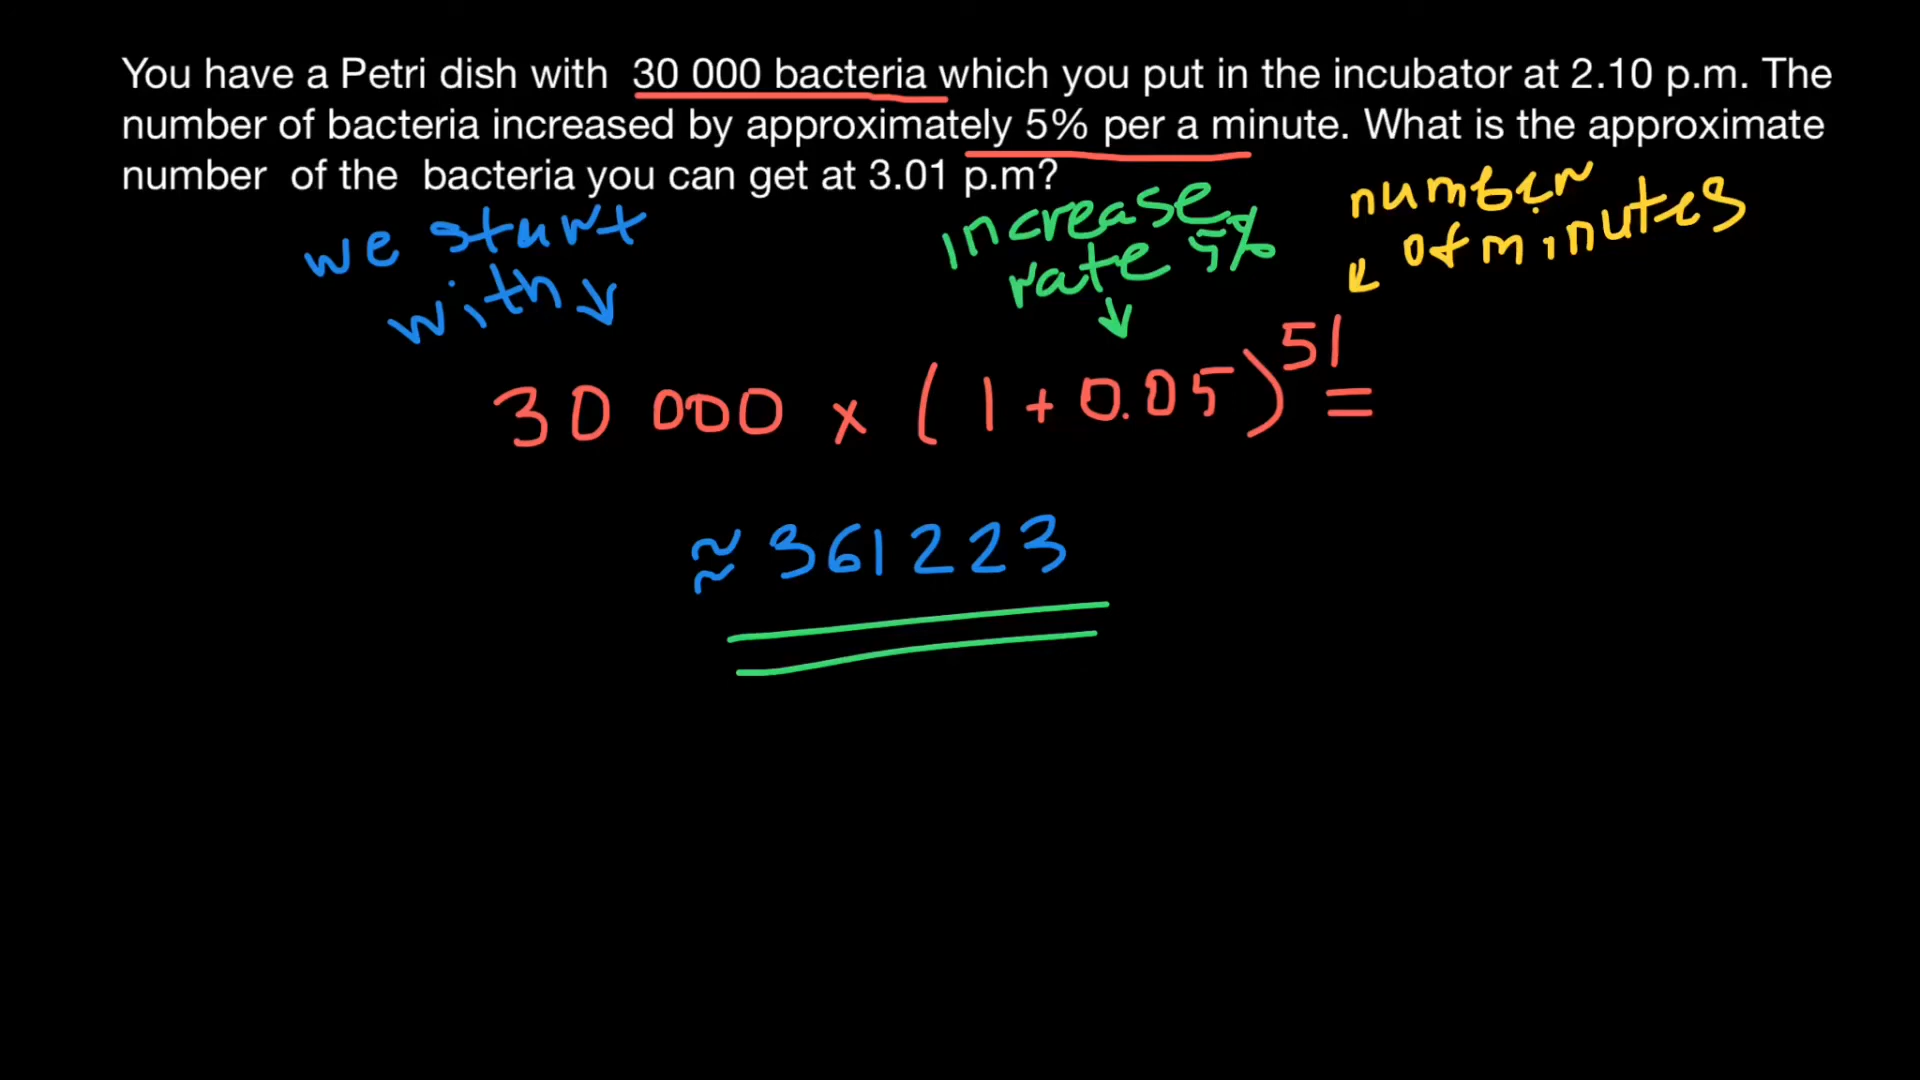 You have a Petri dish with 30 000 bacteria which you put in the incubator at 2.10 p.m. The
number of bacteria increased by approximately 5% per a minute. What is the approximate
number of the bacteria you can get at 3.01 p.m?
we start
with ↓
increase
rate 5%
↓
number
of minutes
↙
30 000 x (1 + 0.05)^51 =
≈ 361223